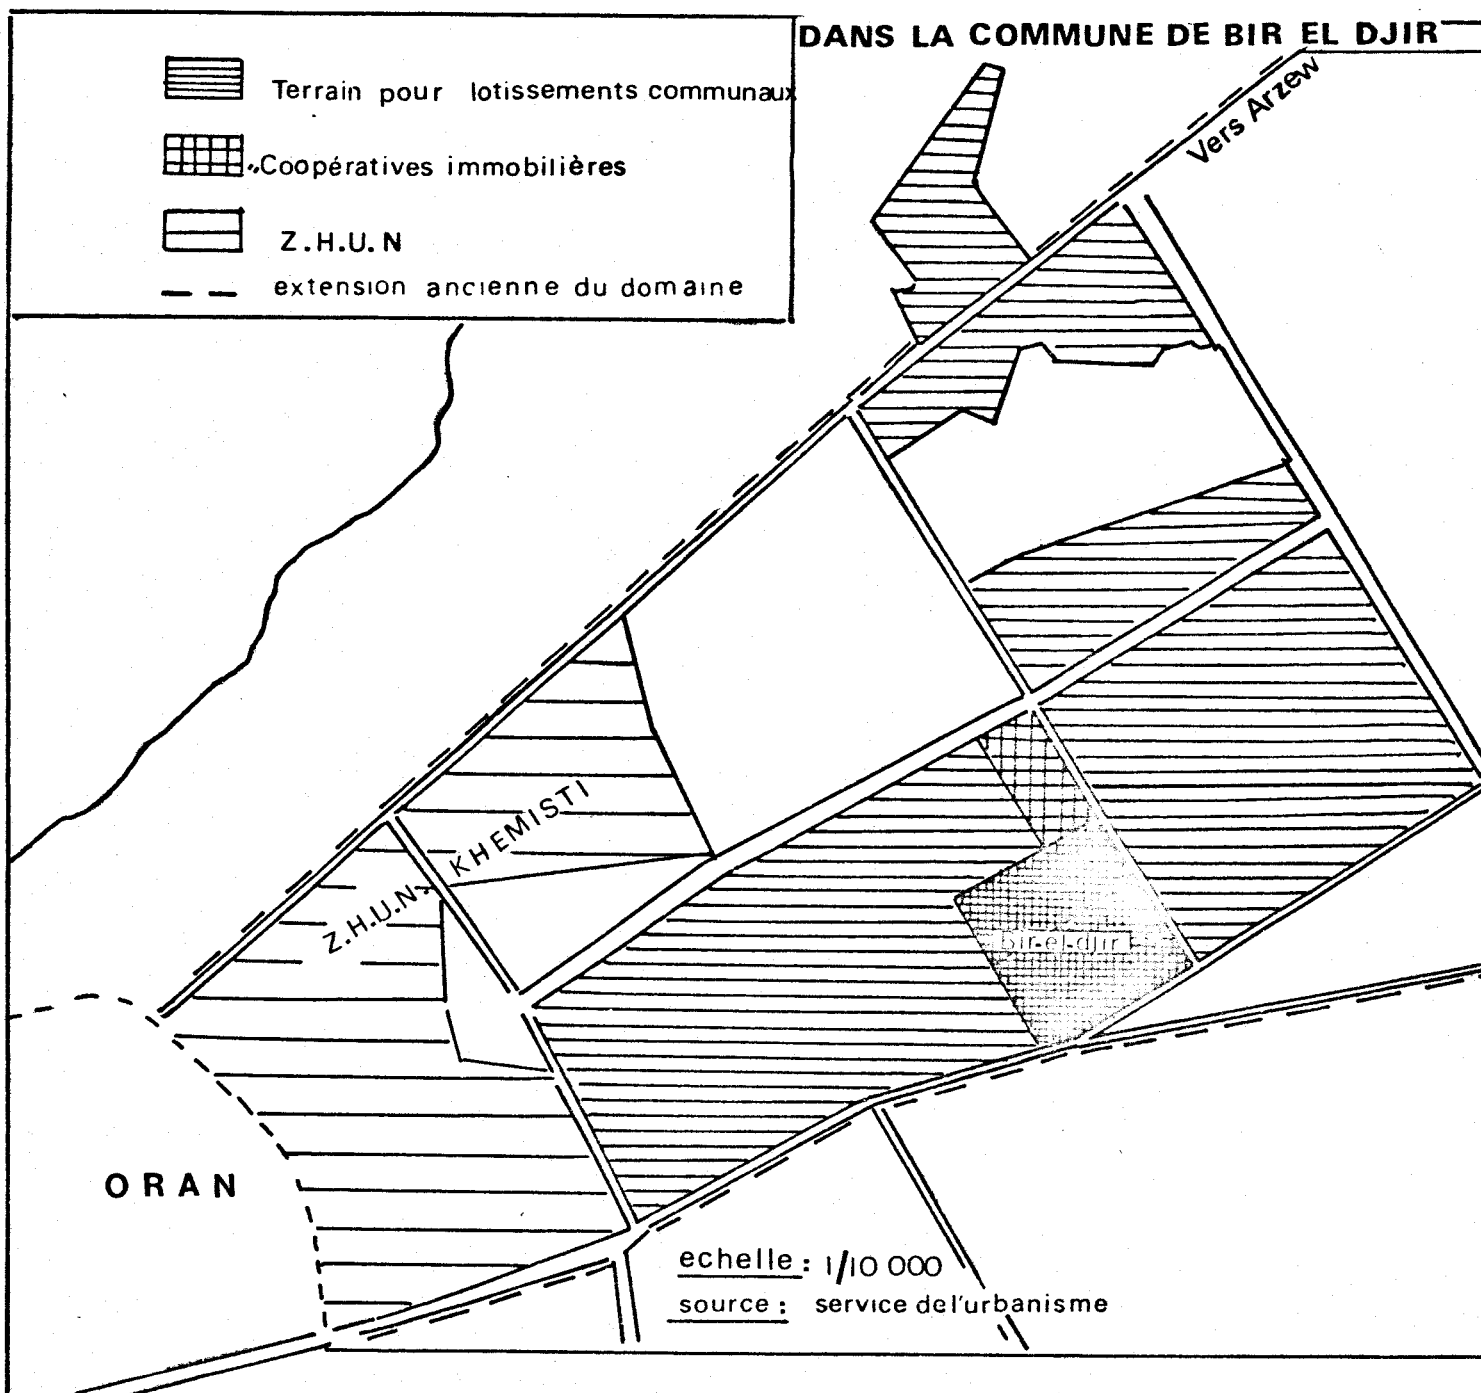 DANS LA COMMUNE DE BIR EL DJIR
Terrain pour lotissements communaux
Coopératives immobilières
Z.H.U.N
extension ancienne du domaine
Vers Arzew
Z.H.U.N. KHEMISTI
Bir-el-djir
ORAN
echelle: 1/10 000
source: service de l'urbanisme